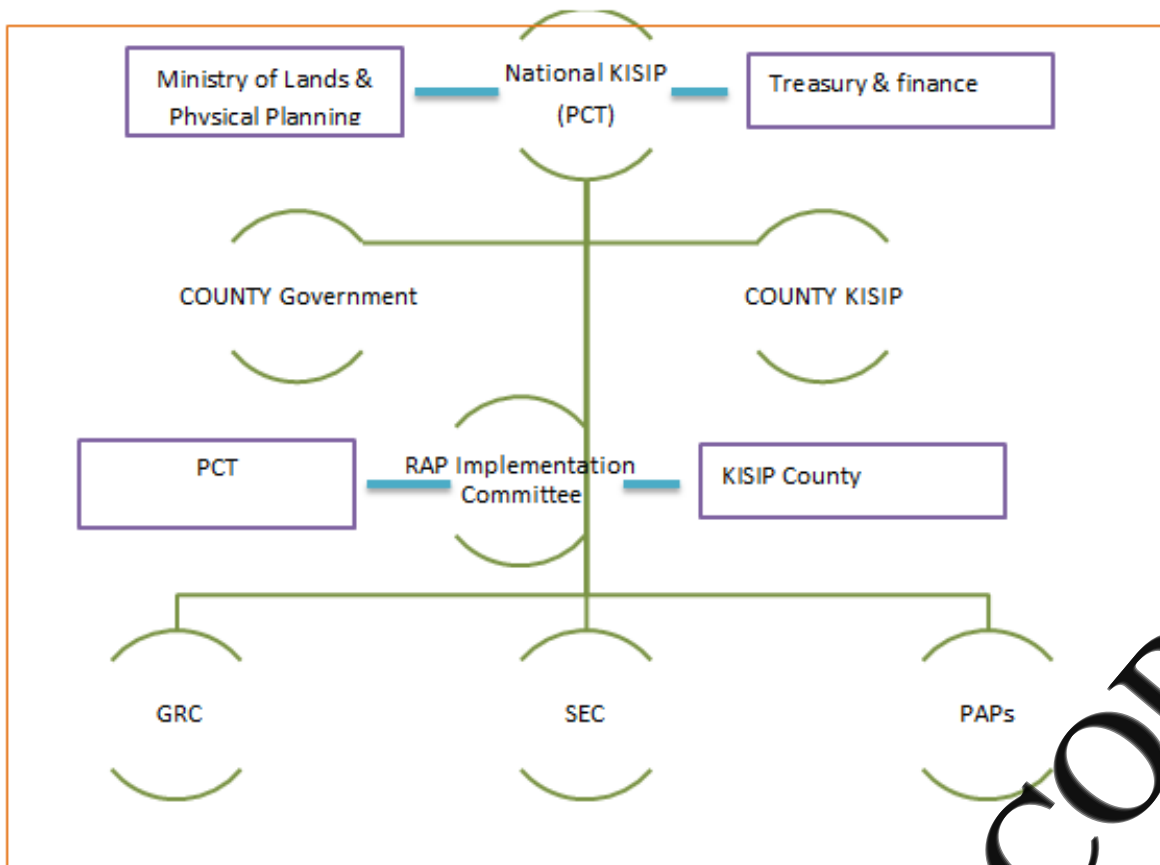 Ministry of Lands &
Physical Planning
National KISIP
(PCT)
Treasury & finance
COUNTY Government
COUNTY KISIP
PCT
RAP Implementation
Committee
KISIP County
GRC
SEC
PAPs